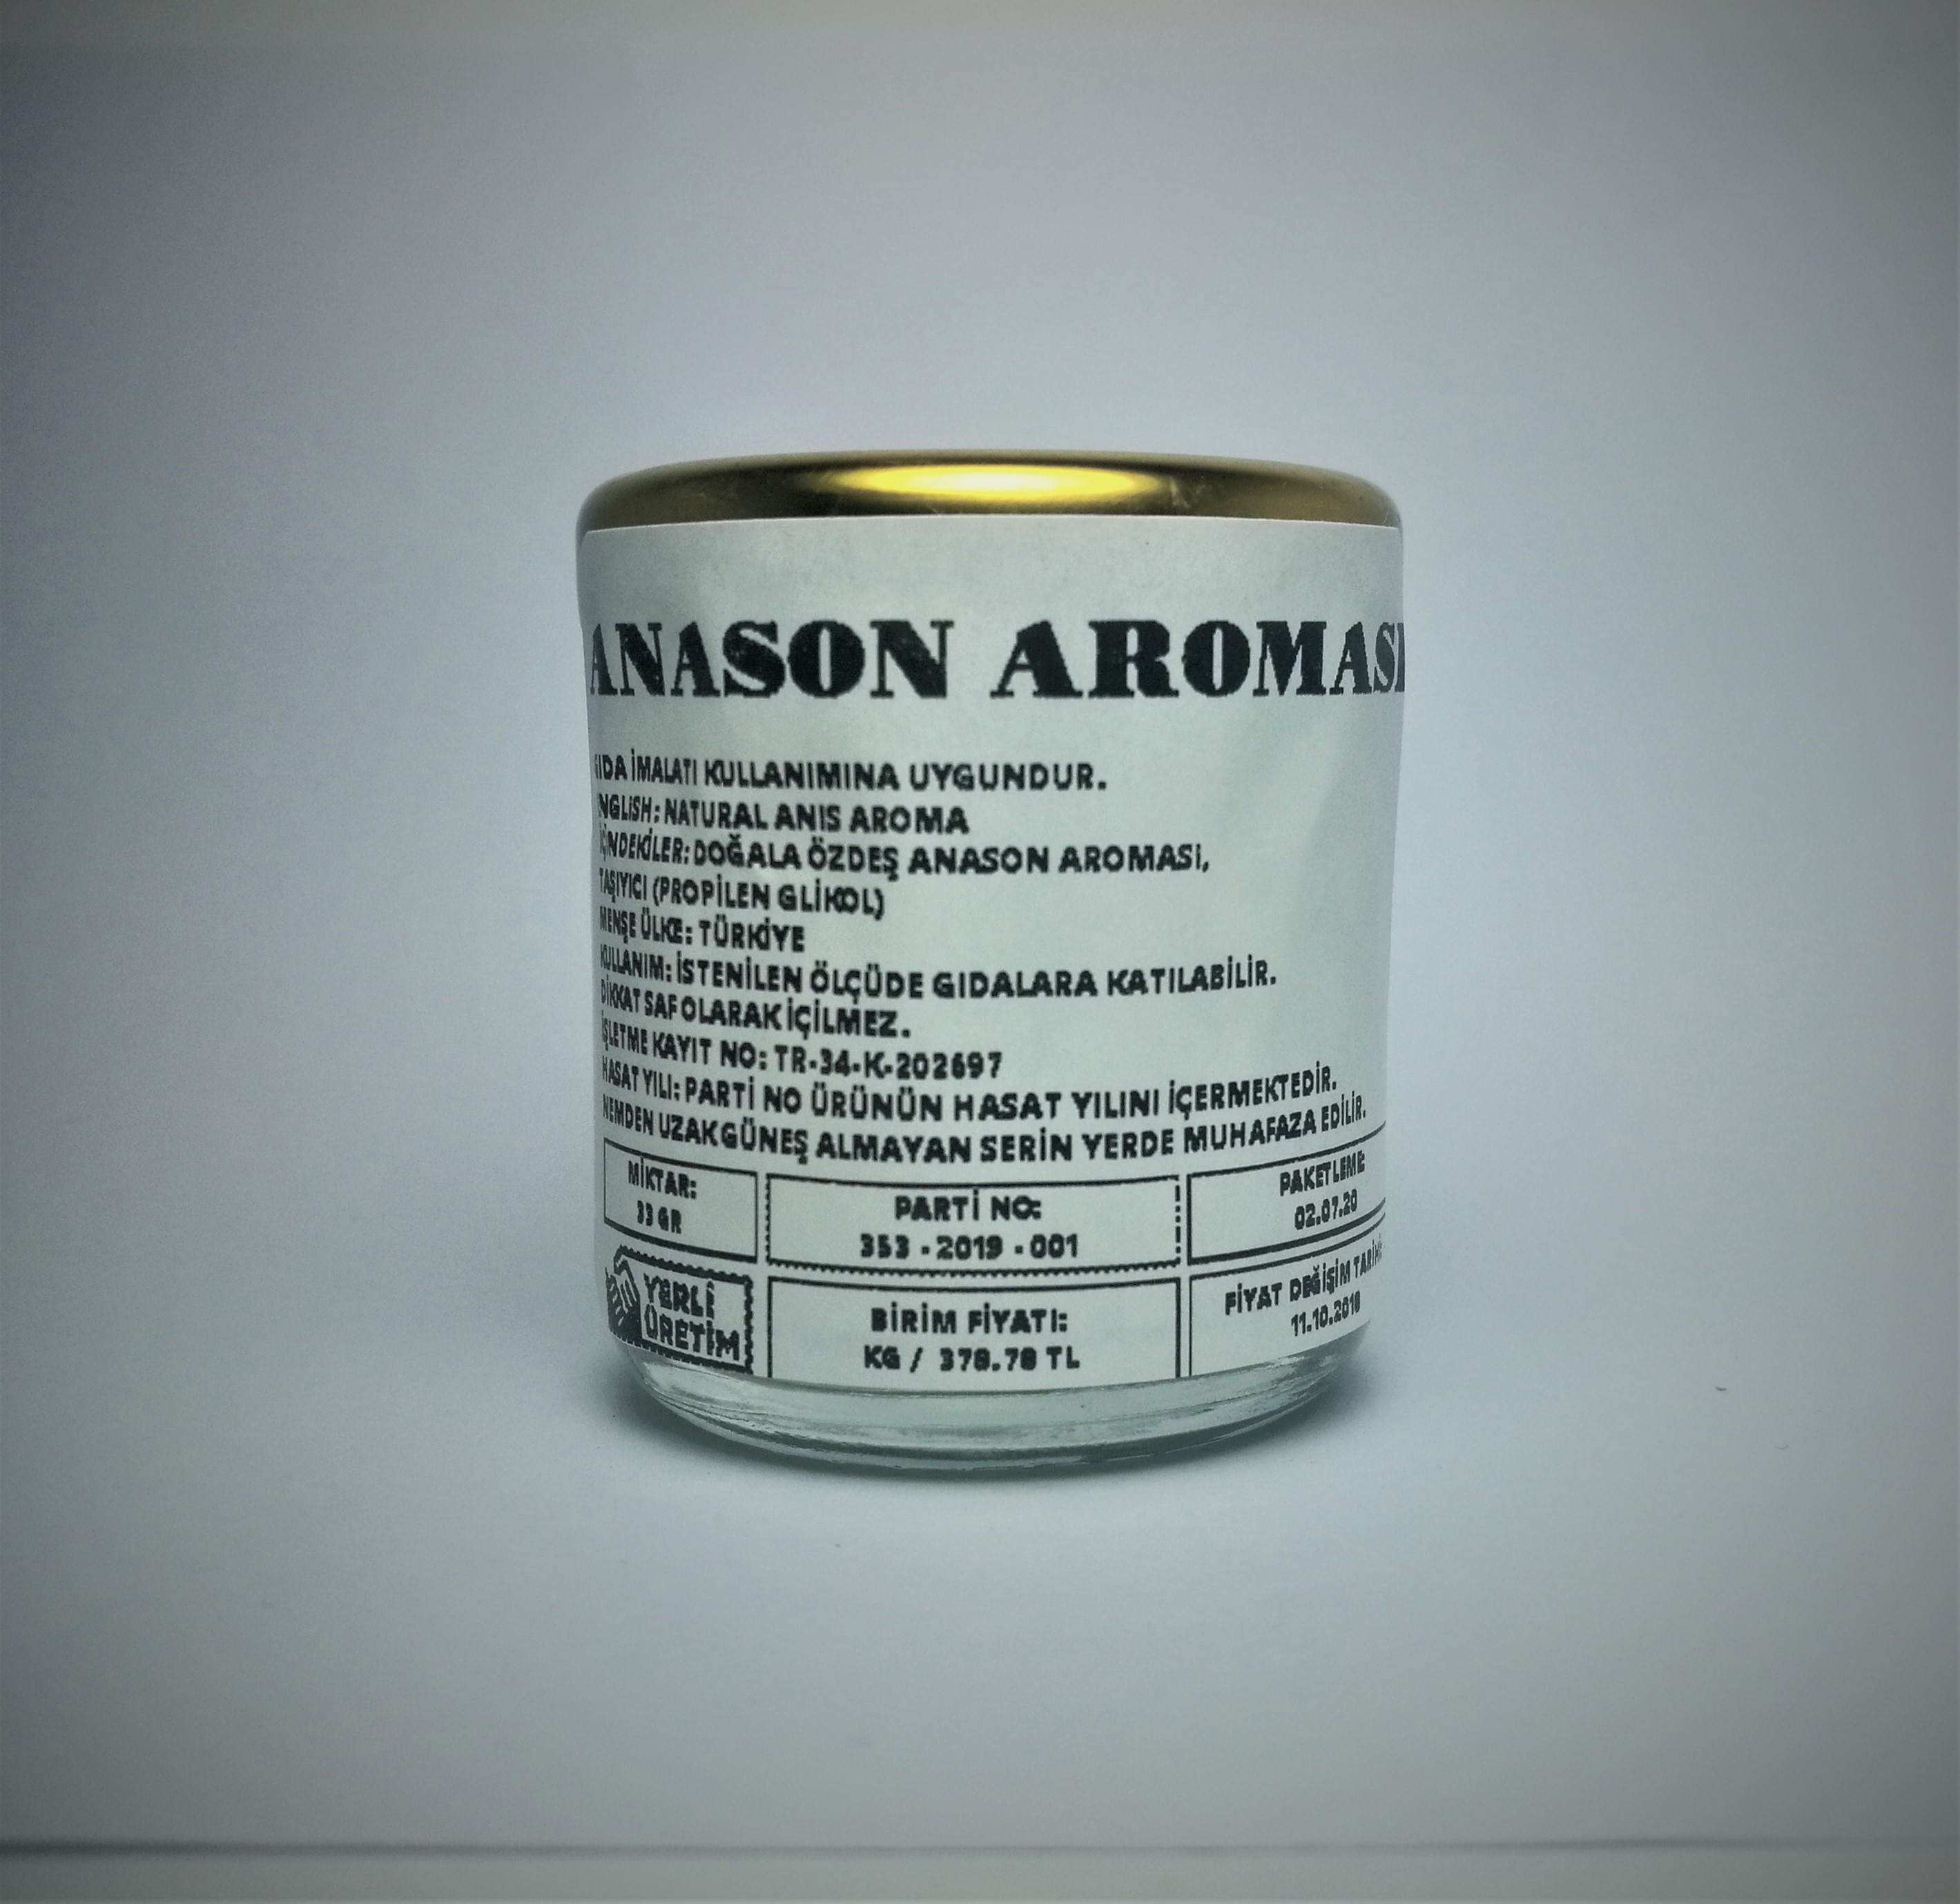 ANASON AROMASI
GIDA İMALATI KULLANIMINA UYGUNDUR.
ENGLISH: NATURAL ANIS AROMA
İÇİNDEKİLER: DOĞALA ÖZDEŞ ANASON AROMASI,
TAŞIYICI (PROPİLEN GLİKOL)
MENŞE ÜLKE: TÜRKİYE
KULLANIM: İSTENİLEN ÖLÇÜDE GIDALARA KATILABİLİR.
DİKKAT SAF OLARAK İÇİLMEZ.
İŞLETME KAYIT NO: TR-34-K-202697
HASAT YILI: PARTİ NO ÜRÜNÜN HASAT YILINI İÇERMEKTEDİR.
NEMDEN UZAK GÜNEŞ ALMAYAN SERİN YERDE MUHAFAZA EDİLİR.
MİKTAR:
33 GR
PARTİ NO:
353 - 2019 - 001
PAKETLEME:
02.07.20
YERLİ
ÜRETİM
BİRİM FİYATI:
KG / 378.78 TL
FİYAT DEĞİŞİM TARİHİ:
11.10.2018